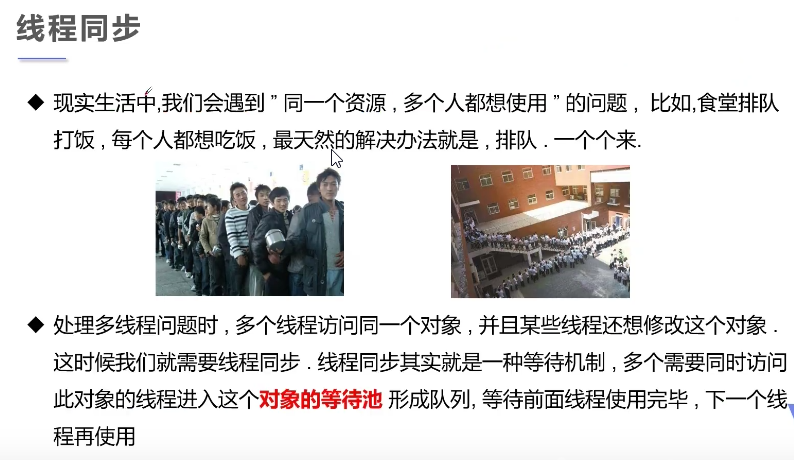 线程同步
◆ 现实生活中,我们会遇到 ” 同一个资源 , 多个人都想使用 ” 的问题 , 比如,食堂排队
打饭 , 每个人都想吃饭 , 最天然的解决办法就是 , 排队 . 一个个来.
◆ 处理多线程问题时 , 多个线程访问同一个对象 , 并且某些线程还想修改这个对象 .
这时候我们就需要线程同步 . 线程同步其实就是一种等待机制 , 多个需要同时访问
此对象的线程进入这个对象的等待池 形成队列, 等待前面线程使用完毕 , 下一个线
程再使用